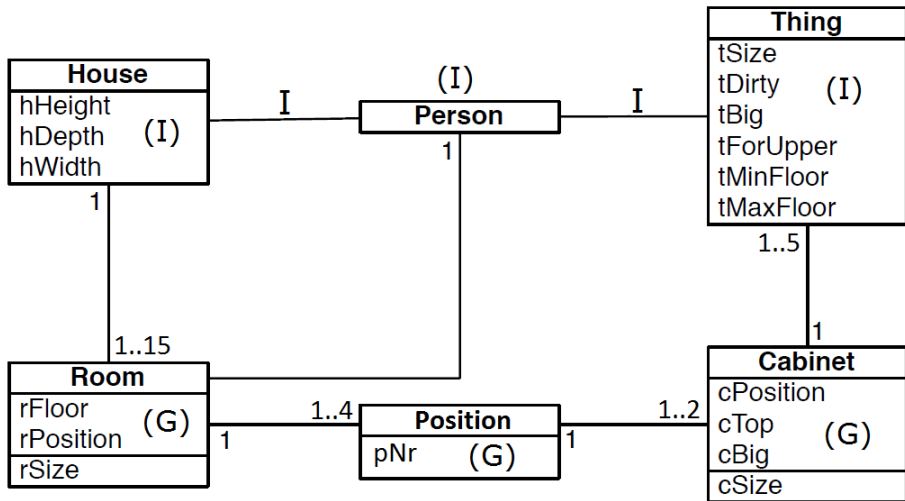 Thing
tSize
tDirty
(I)
tBig
tForUpper
tMinFloor
tMaxFloor
House
hHeight
hDepth
(I)
hWidth
I
(I)
Person
I
1
1
1..5
1..15
1
Room
rFloor
rPosition
(G)
rSize
1
1..4
Position
pNr
(G)
1
1..2
Cabinet
cPosition
cTop
(G)
cBig
cSize